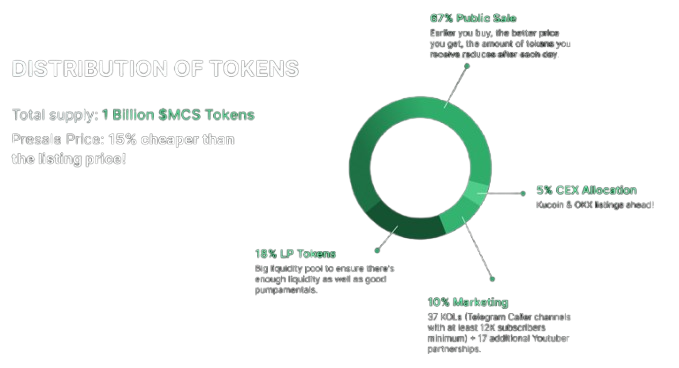 DISTRIBUTION OF TOKENS
Total supply: 1 Billion $MCS Tokens
Presale Price: 15% cheaper than
the listing price!
67% Public Sale
Earlier you buy, the better price
you get, the amount of tokens you
receive reduces after each day
5% CEX Allocation
Kucoin & OKX listings ahead!
18% LP Tokens
Big liquidity pool to ensure there's
enough liquidity as well as good
pumpamentals.
10% Marketing
37 KOLs (Telegram Caller channels
with at least 12K subscribers
minimum) + 17 additional Youtuber
partnerships.